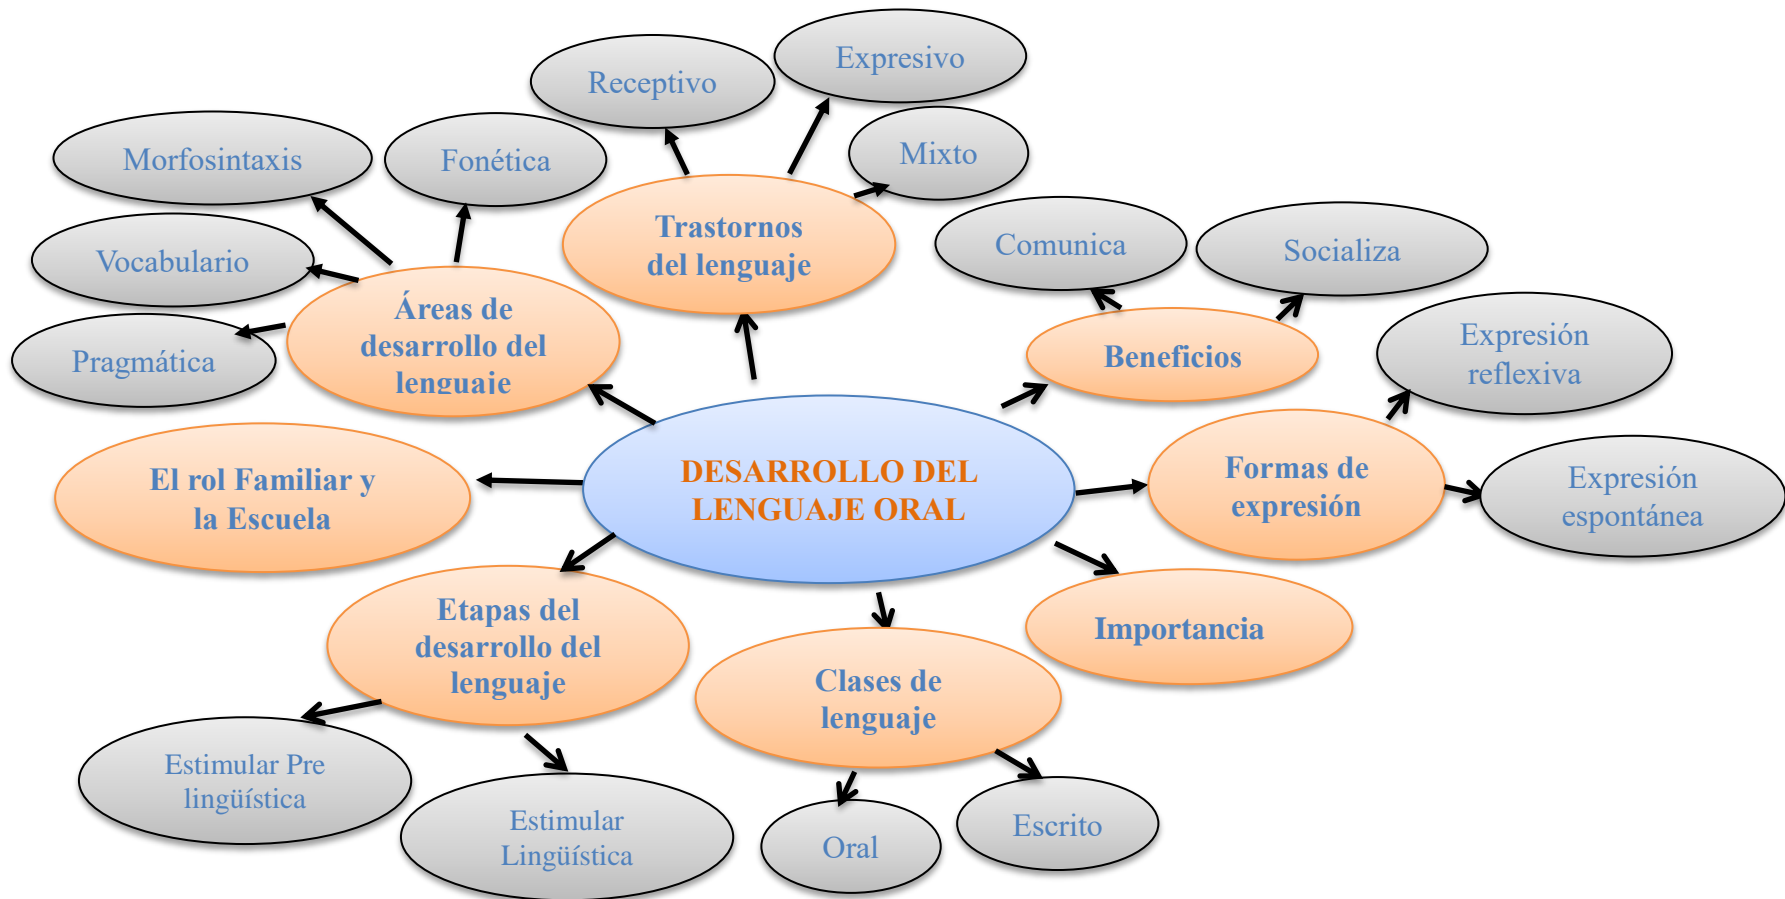 Expresivo
Receptivo
Morfosintaxis
Fonética
Mixto
Trastornos
del lenguaje
Comunica
Socializa
Vocabulario
Áreas de
desarrollo del
lenguaje
Pragmática
Beneficios
Expresión
reflexiva
El rol Familiar y
la Escuela
DESARROLLO DEL
LENGUAJE ORAL
Formas de
expresión
Expresión
espontánea
Etapas del
desarrollo del
lenguaje
Importancia
Clases de
lenguaje
Estimular Pre
lingüística
Estimular
Lingüística
Oral
Escrito